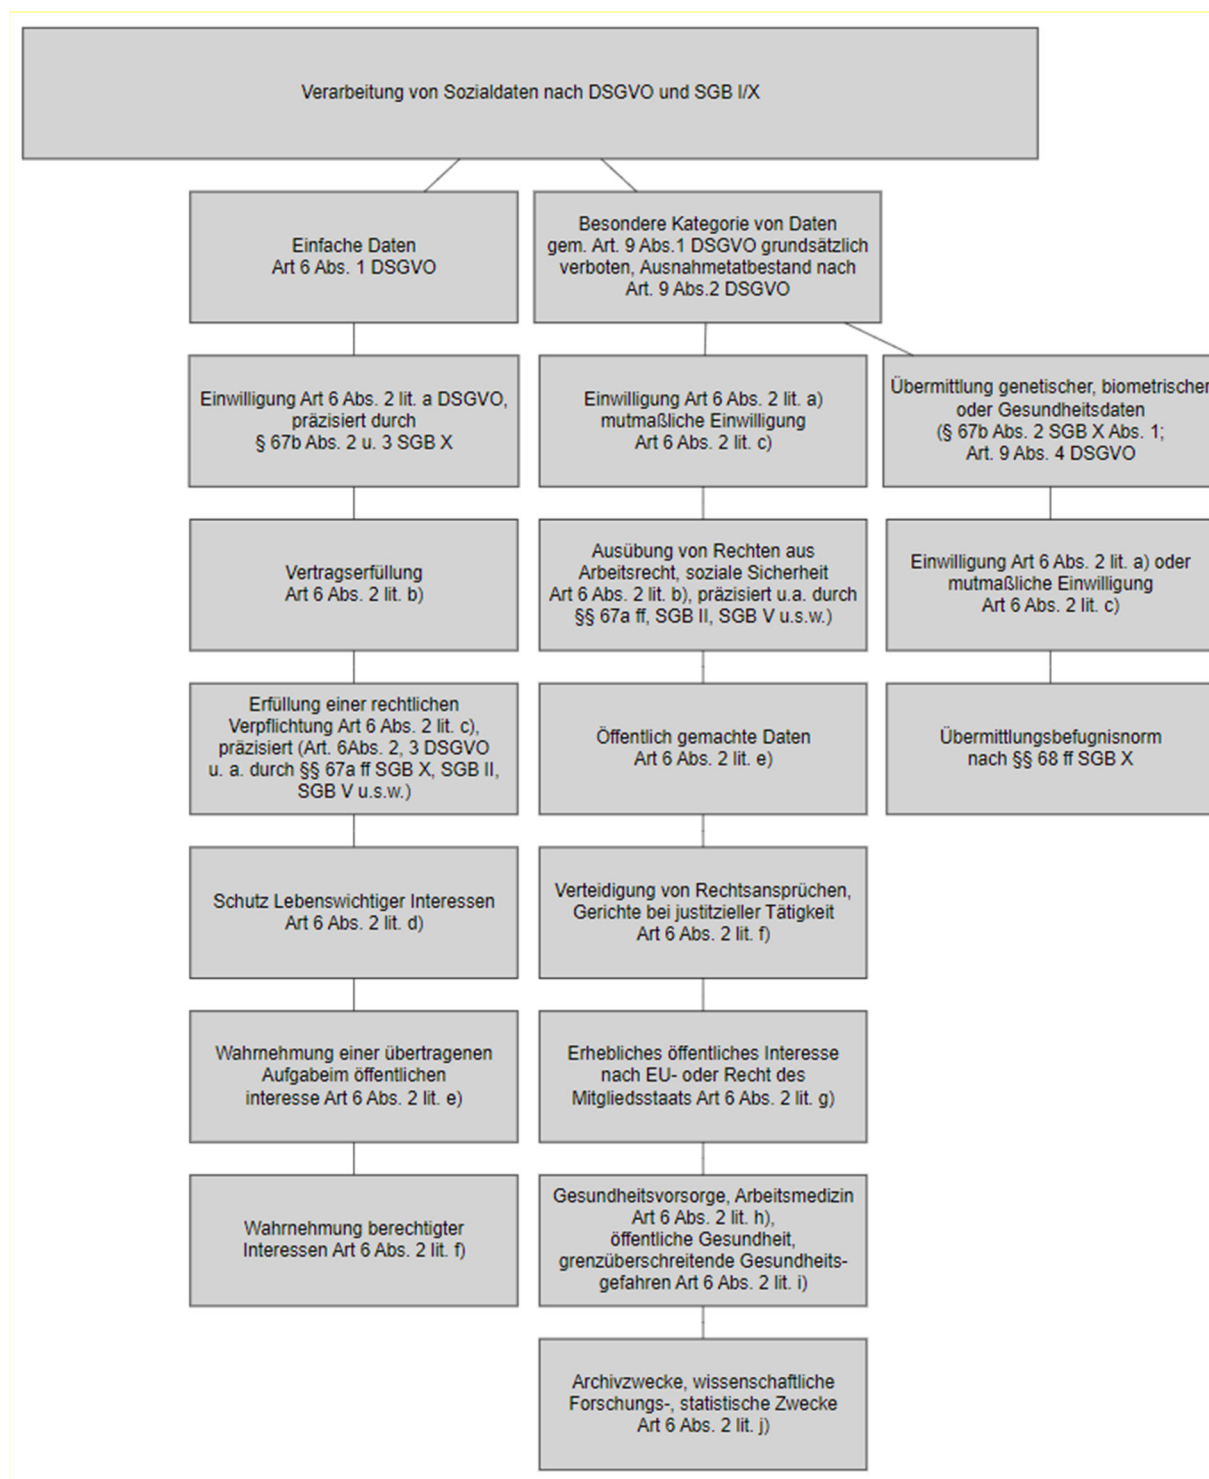 Verarbeitung von Sozialdaten nach DSGVO und SGB I/X
Einfache Daten
Art 6 Abs. 1 DSGVO
Besondere Kategorie von Daten
gem. Art. 9 Abs.1 DSGVO grundsätzlich
verboten, Ausnahmetatbestand nach
Art. 9 Abs.2 DSGVO
Einwilligung Art 6 Abs. 2 lit. a DSGVO,
präzisiert durch
§ 67b Abs. 2 u. 3 SGB X
Einwilligung Art 6 Abs. 2 lit. a)
mutmaßliche Einwilligung
Art 6 Abs. 2 lit. c)
Übermittlung genetischer, biometrischer
oder Gesundheitsdaten
(§ 67b Abs. 2 SGB X Abs. 1;
Art. 9 Abs. 4 DSGVO
Vertragserfüllung
Art 6 Abs. 2 lit. b)
Ausübung von Rechten aus
Arbeitsrecht, soziale Sicherheit
Art 6 Abs. 2 lit. b), präzisiert u.a. durch
§§ 67a ff, SGB II, SGB V u.s.w.)
Einwilligung Art 6 Abs. 2 lit. a) oder
mutmaßliche Einwilligung
Art 6 Abs. 2 lit. c)
Erfüllung einer rechtlichen
Verpflichtung Art 6 Abs. 2 lit. c),
präzisiert (Art. 6Abs. 2, 3 DSGVO
u. a. durch §§ 67a ff SGB X, SGB II,
SGB V u.s.w.)
Öffentlich gemachte Daten
Art 6 Abs. 2 lit. e)
Übermittlungsbefugnisnorm
nach §§ 68 ff SGB X
Schutz Lebenswichtiger Interessen
Art 6 Abs. 2 lit. d)
Verteidigung von Rechtsansprüchen,
Gerichte bei justitzieller Tätigkeit
Art 6 Abs. 2 lit. f)
Wahrnehmung einer übertragenen
Aufgabeim öffentlichen
interesse Art 6 Abs. 2 lit. e)
Erhebliches öffentliches Interesse
nach EU- oder Recht des
Mitgliedsstaats Art 6 Abs. 2 lit. g)
Wahrnehmung berechtigter
Interessen Art 6 Abs. 2 lit. f)
Gesundheitsvorsorge, Arbeitsmedizin
Art 6 Abs. 2 lit. h),
öffentliche Gesundheit,
grenzüberschreitende Gesundheits-
gefahren Art 6 Abs. 2 lit. i)
Archivzwecke, wissenschaftliche
Forschungs-, statistische Zwecke
Art 6 Abs. 2 lit. j)